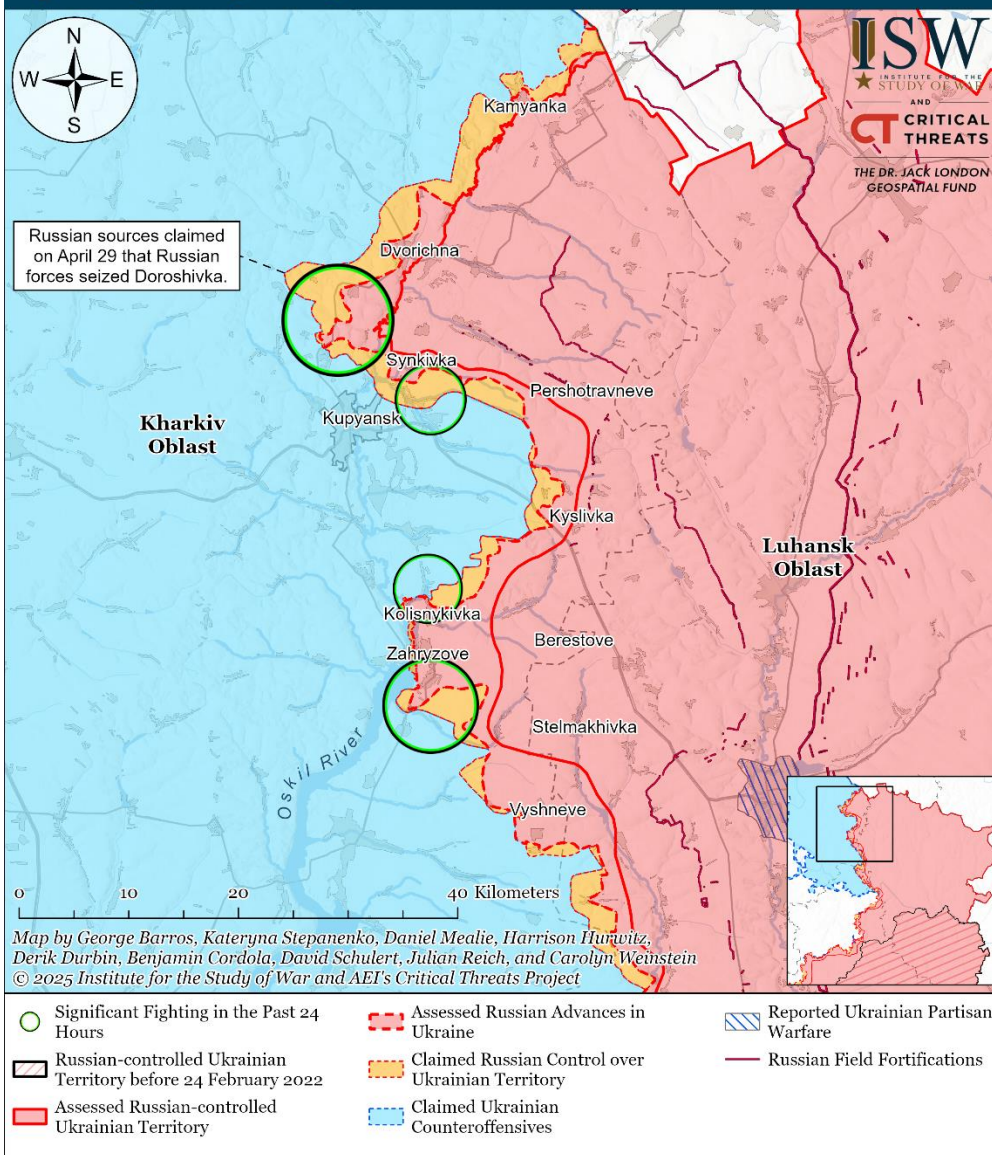 N
W
E
S
ISW
INSTITUTE FOR THE
STUDY OF WAR
AND
CT CRITICAL
THREATS
THE DR. JACK LONDON
GEOSPATIAL FUND
Kamyanka
Russian sources claimed
on April 29 that Russian
forces seized Doroshivka.
Dvorichna
Synkivka
Pershotravneve
Kupyansk
Kharkiv
Oblast
Kyslivka
Luhansk
Oblast
Kolisnykivka
Berestove
Zahryzove
Stelmakhivka
Oskil River
Vyshneve
0 10 20 40 Kilometers
Map by George Barros, Kateryna Stepanenko, Daniel Mealie, Harrison Hurwitz,
Derik Durbin, Benjamin Cordola, David Schulert, Julian Reich, and Carolyn Weinstein
© 2025 Institute for the Study of War and AEI's Critical Threats Project
Significant Fighting in the Past 24
Hours
Russian-controlled Ukrainian
Territory before 24 February 2022
Assessed Russian-controlled
Ukrainian Territory
Assessed Russian Advances in
Ukraine
Claimed Russian Control over
Ukrainian Territory
Claimed Ukrainian
Counteroffensives
Reported Ukrainian Partisan
Warfare
Russian Field Fortifications